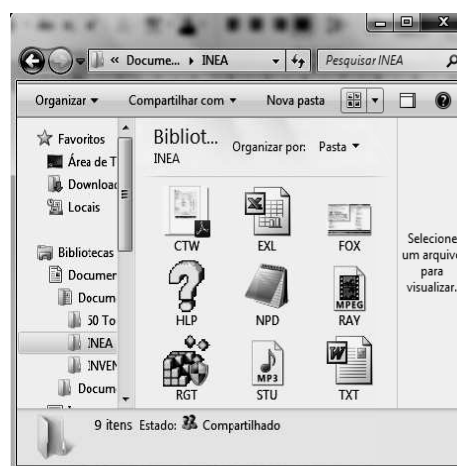 « Docume... ▸ INEA
Pesquisar INEA
Organizar ▾ Compartilhar com ▾ Nova pasta
Favoritos
Área de T
Downloac
Locais
Bibliotecas
Documer
Docum
50 To
INEA
INVEN
Docum
Bibliot...
INEA
Organizar por: Pasta ▾
CTW EXL FOX
HLP NPD RAY
MPEG
RGT STU TXT
MP3
Selecione
um arquivo
para
visualizar.
9 itens Estado: Compartilhado